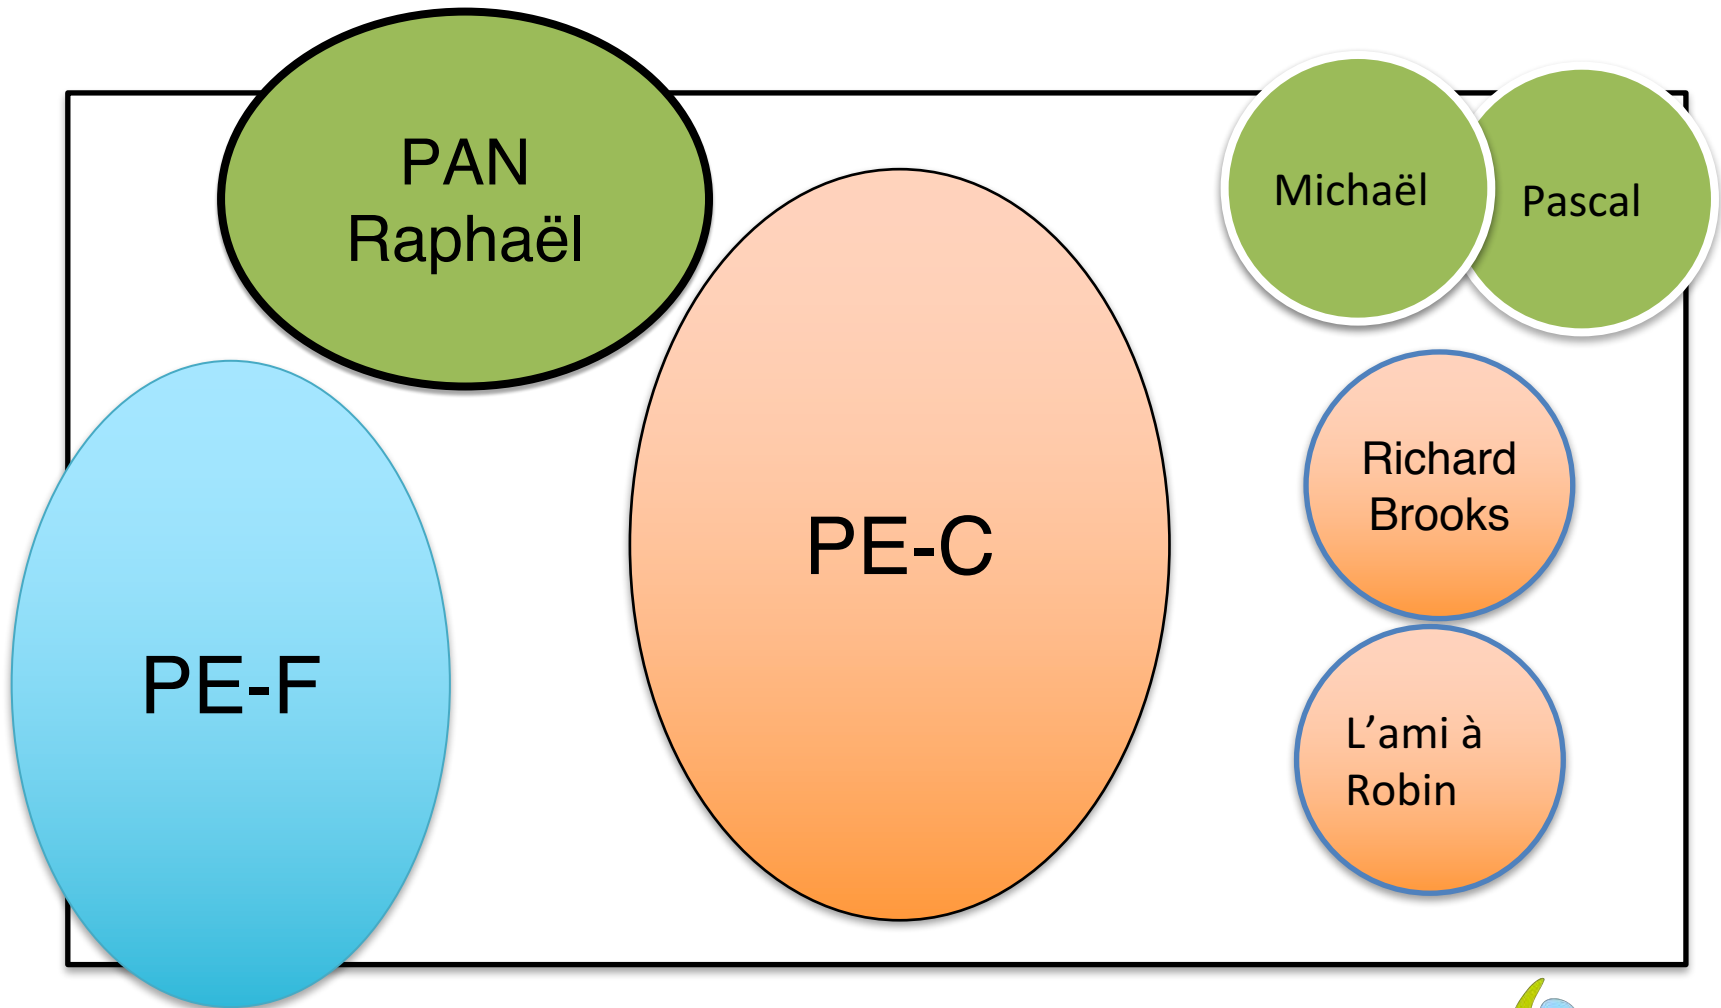 PAN
Raphaël
Michaël
Pascal
PE-C
Richard
Brooks
PE-F
L’ami à
Robin